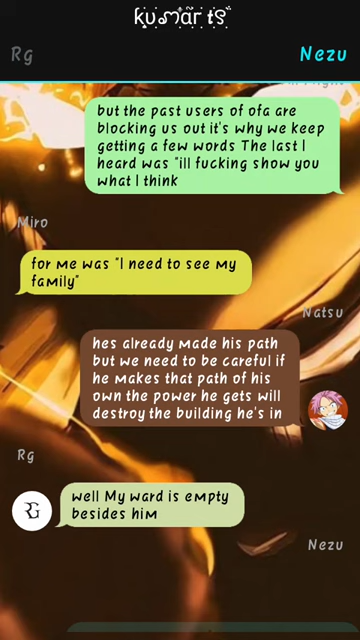 kumar ts
Rg
Nezu
but the past users of ofa are
blocking us out it's why we keep
getting a few words The last I
heard was "ill fucking show you
what I think
Miro
for me was "I need to see my
family"
Natsu
hes already made his path
but we need to be careful if
he makes that path of his
own the power he gets will
destroy the building he's in
Rg
well My ward is empty
besides him
Nezu